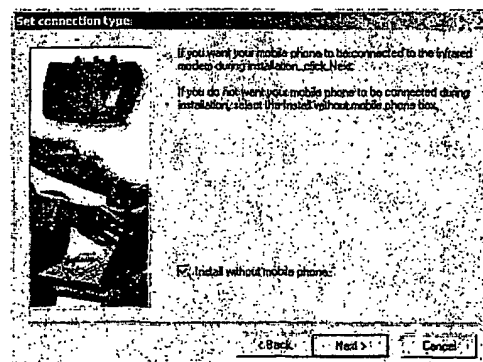 Set connection type:
If you want your mobile phone to be connected to the infrared
modem during installation, click Next.
If you do not want your mobile phone to be connected during
installation, select the Install without mobile phone box.
Install without mobile phone.
< Back
Next >
Cancel